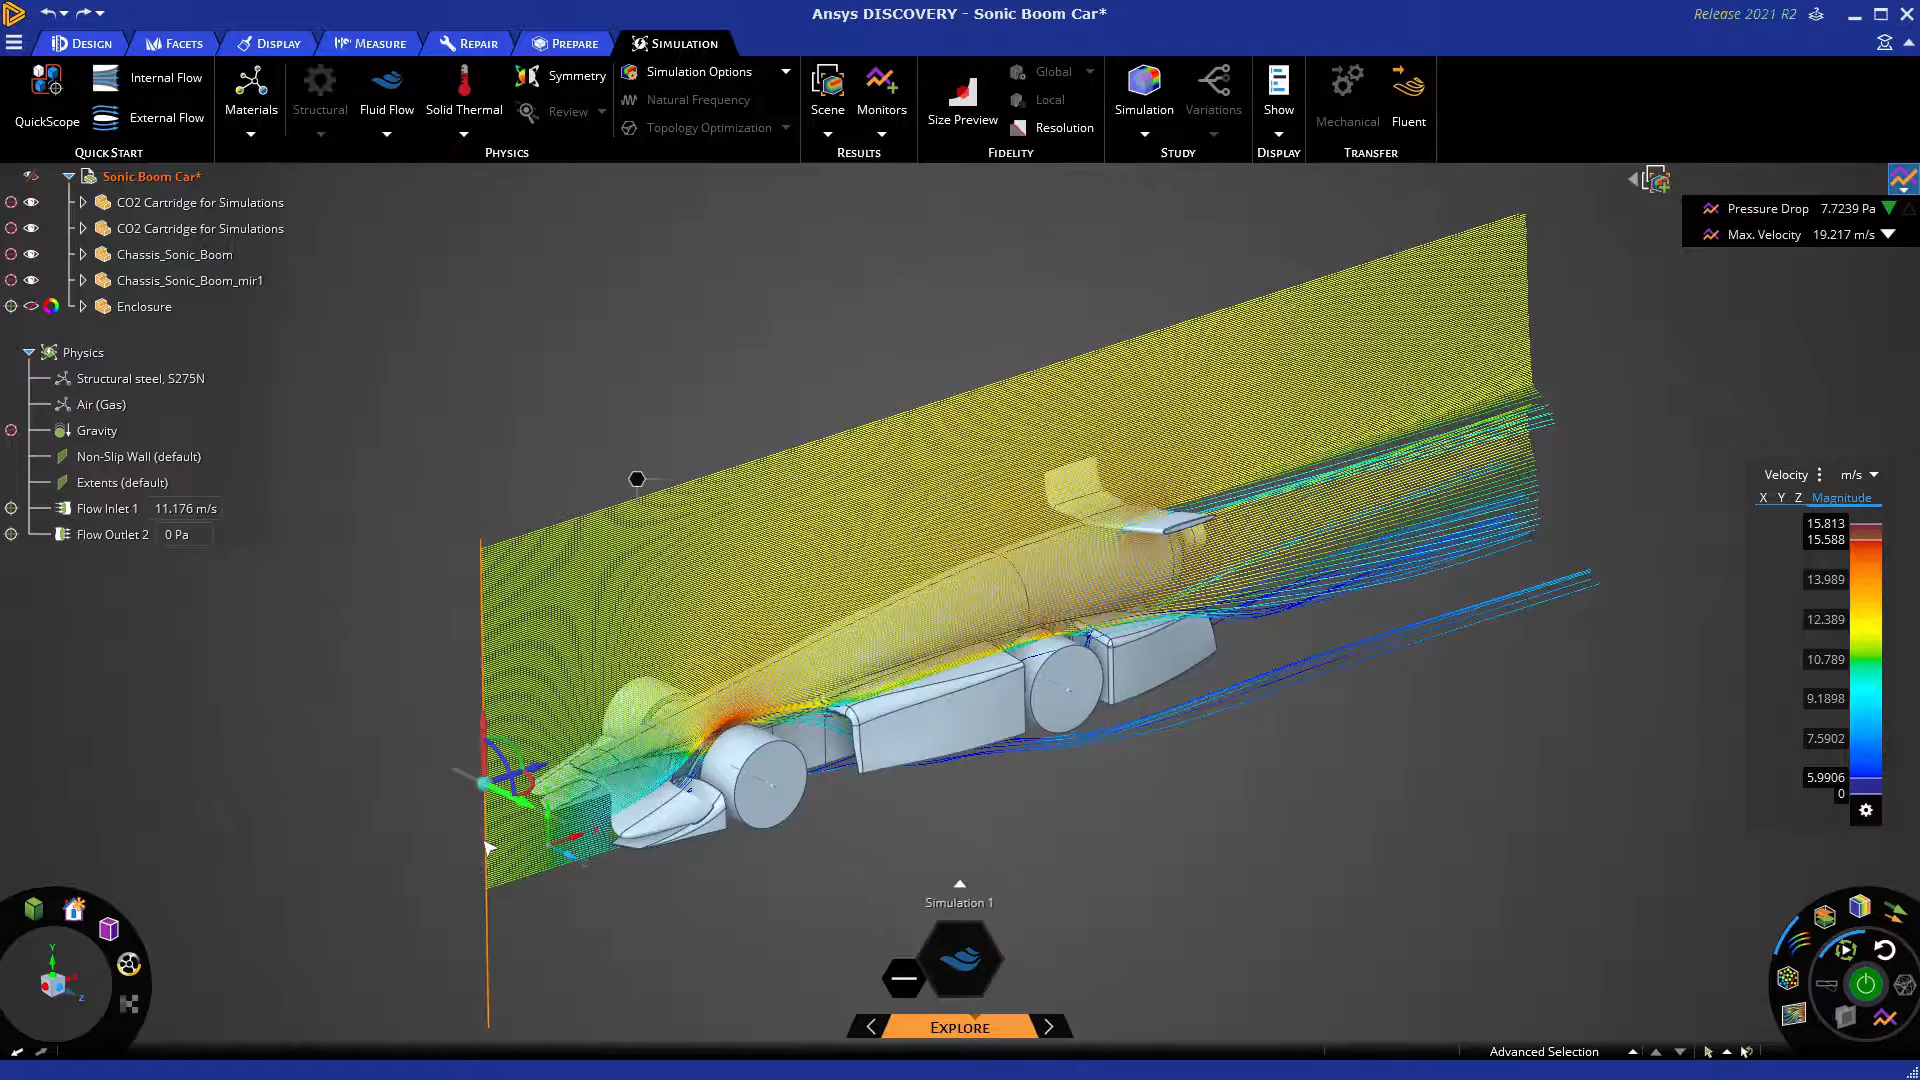 Ansys DISCOVERY - Sonic Boom Car*
Release 2021 R2
DESIGN
FACETS
DISPLAY
MEASURE
REPAIR
PREPARE
SIMULATION
QuickScope
Internal Flow
External Flow
QUICK START
Materials
Structural
Fluid Flow
Solid Thermal
Symmetry
Review
Simulation Options
Natural Frequency
Topology Optimization
PHYSICS
Scene
Monitors
RESULTS
Size Preview
Global
Local
Resolution
FIDELITY
Simulation
Variations
STUDY
Show
DISPLAY
Mechanical
Fluent
TRANSFER
Sonic Boom Car*
CO2 Cartridge for Simulations
CO2 Cartridge for Simulations
Chassis_Sonic_Boom
Chassis_Sonic_Boom_mir1
Enclosure
Physics
Structural steel, S275N
Air (Gas)
Gravity
Non-Slip Wall (default)
Extents (default)
Flow Inlet 1 11.176 m/s
Flow Outlet 2 0 Pa
Pressure Drop 7.7239 Pa
Max. Velocity 19.217 m/s
Velocity m/s
X Y Z Magnitude
15.813
15.588
13.989
12.389
10.789
9.1898
7.5902
5.9906
0
Simulation 1
EXPLORE
Y
X
Z
Advanced Selection